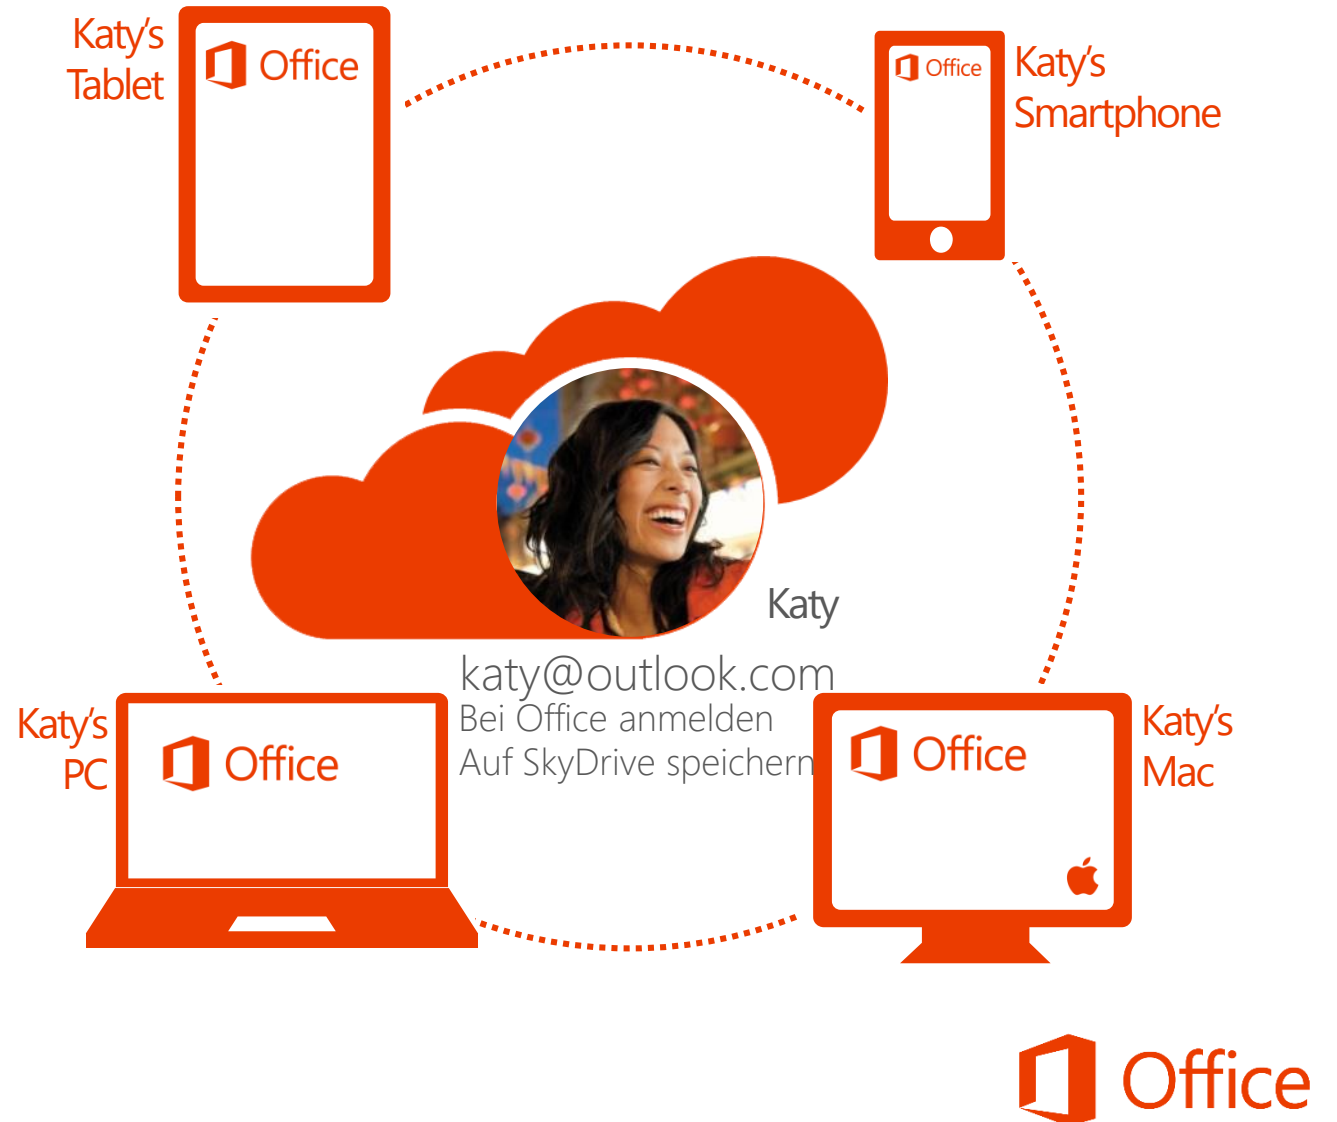 Katy's
Tablet
Office
Office
Katy's
Smartphone
Katy
katy@outlook.com
Bei Office anmelden
Auf SkyDrive speichern
Katy's
PC
Office
Office
Katy's
Mac
Office